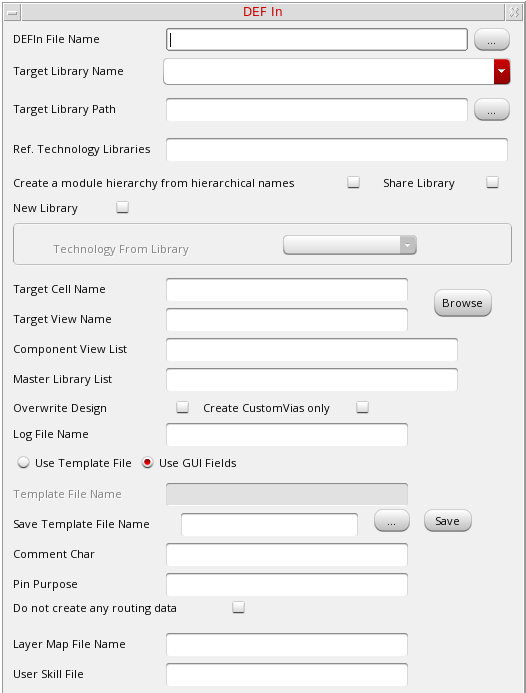 DEF In
DEFIn File Name
...
Target Library Name
Target Library Path
...
Ref. Technology Libraries
Create a module hierarchy from hierarchical names Share Library
New Library
Technology From Library
Target Cell Name
Browse
Target View Name
Component View List
Master Library List
Overwrite Design Create CustomVias only
Log File Name
Use Template File Use GUI Fields
Template File Name
Save Template File Name ... Save
Comment Char
Pin Purpose
Do not create any routing data
Layer Map File Name
User Skill File